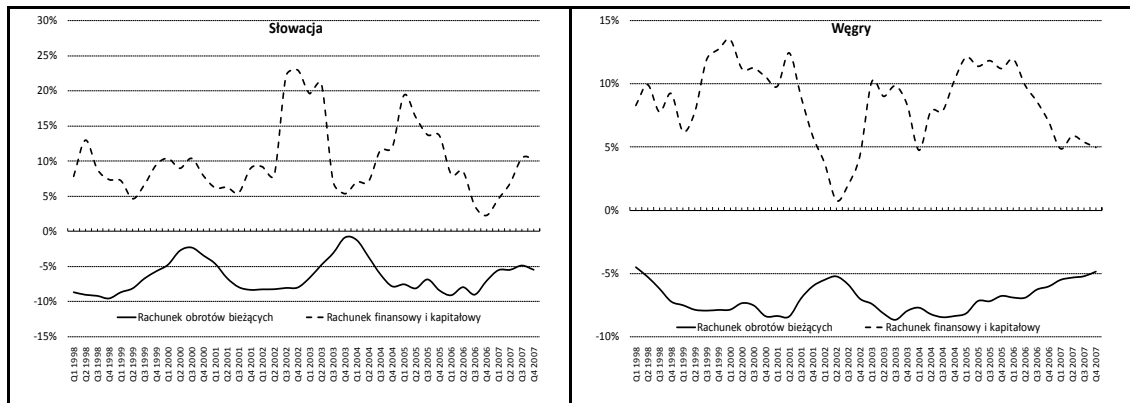 Słowacja
30%
25%
20%
15%
10%
5%
0%
-5%
-10%
-15%
Rachunek obrotów bieżących
Rachunek finansowy i kapitałowy
Q1 1998
Q2 1998
Q3 1998
Q4 1998
Q1 1999
Q2 1999
Q3 1999
Q4 1999
Q1 2000
Q2 2000
Q3 2000
Q4 2000
Q1 2001
Q2 2001
Q3 2001
Q4 2001
Q1 2002
Q2 2002
Q3 2002
Q4 2002
Q1 2003
Q2 2003
Q3 2003
Q4 2003
Q1 2004
Q2 2004
Q3 2004
Q4 2004
Q1 2005
Q2 2005
Q3 2005
Q4 2005
Q1 2006
Q2 2006
Q3 2006
Q4 2006
Q1 2007
Q2 2007
Q3 2007
Q4 2007
Węgry
15%
10%
5%
0%
-5%
-10%
Rachunek obrotów bieżących
Rachunek finansowy i kapitałowy
Q1 1998
Q2 1998
Q3 1998
Q4 1998
Q1 1999
Q2 1999
Q3 1999
Q4 1999
Q1 2000
Q2 2000
Q3 2000
Q4 2000
Q1 2001
Q2 2001
Q3 2001
Q4 2001
Q1 2002
Q2 2002
Q3 2002
Q4 2002
Q1 2003
Q2 2003
Q3 2003
Q4 2003
Q1 2004
Q2 2004
Q3 2004
Q4 2004
Q1 2005
Q2 2005
Q3 2005
Q4 2005
Q1 2006
Q2 2006
Q3 2006
Q4 2006
Q1 2007
Q2 2007
Q3 2007
Q4 2007